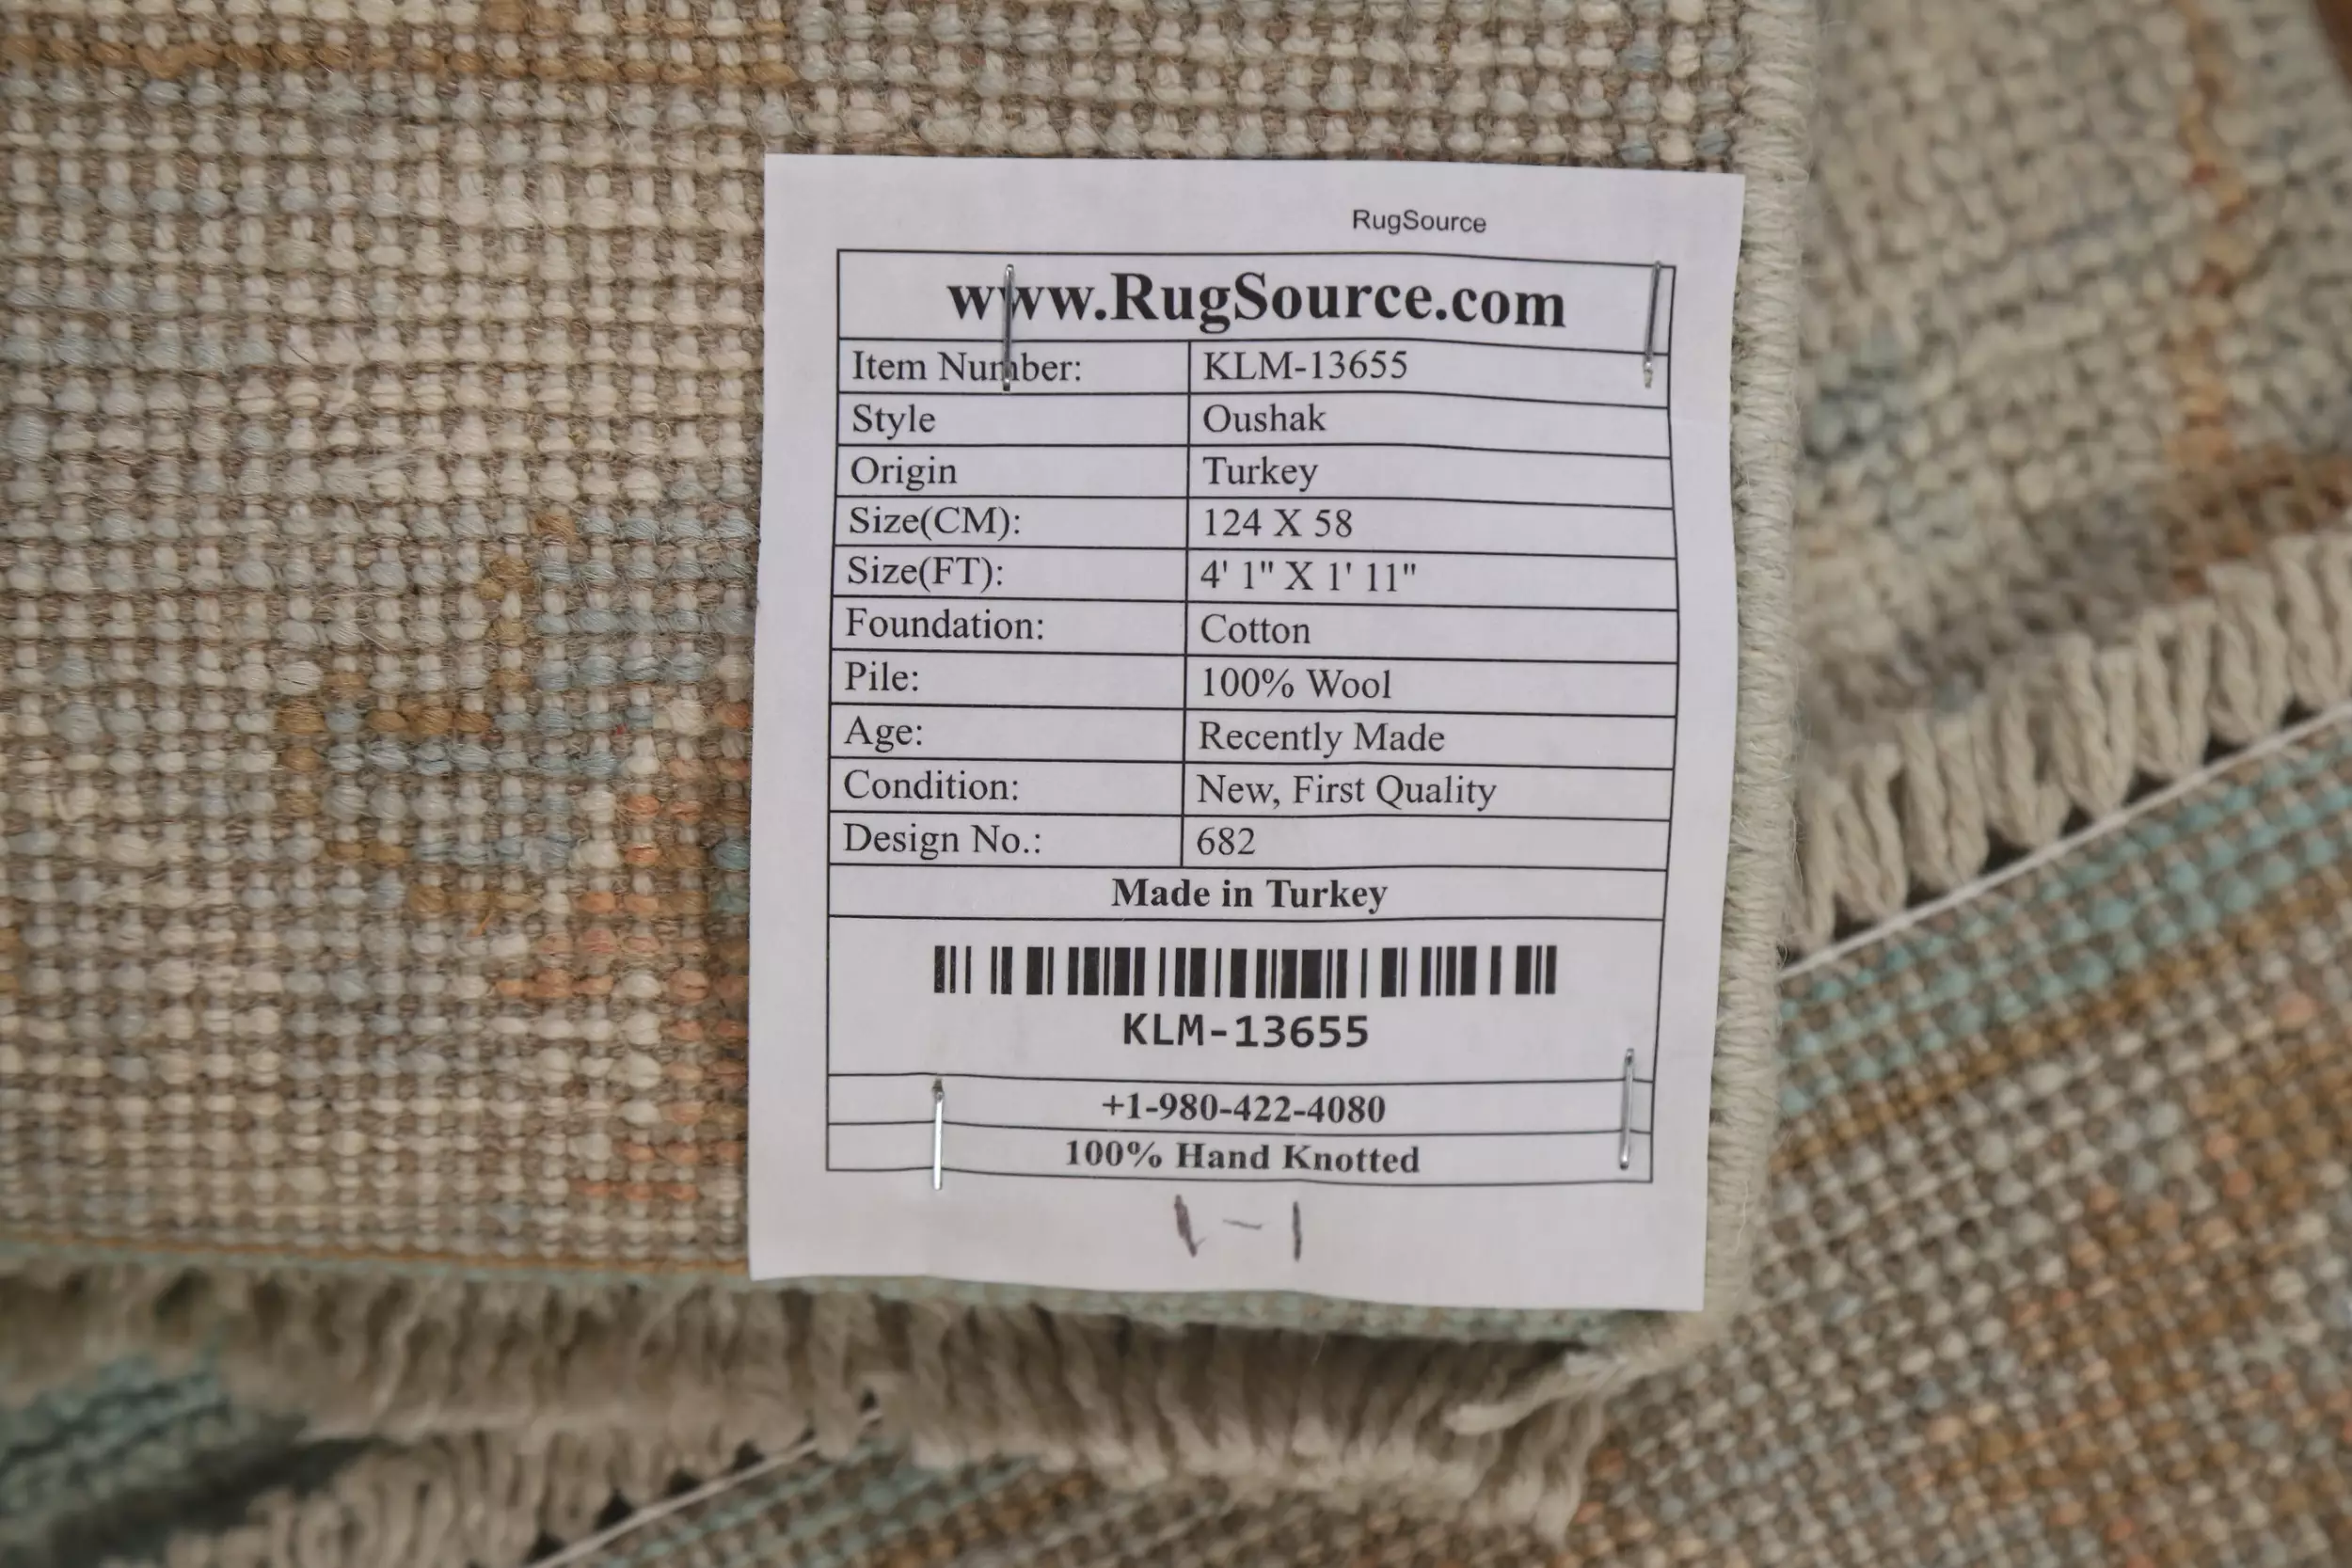 RugSource
www.RugSource.com
Item Number: KLM-13655
Style Oushak
Origin Turkey
Size(CM): 124 X 58
Size(FT): 4' 1" X 1' 11"
Foundation: Cotton
Pile: 100% Wool
Age: Recently Made
Condition: New, First Quality
Design No.: 682
Made in Turkey
KLM-13655
+1-980-422-4080
100% Hand Knotted
1-1